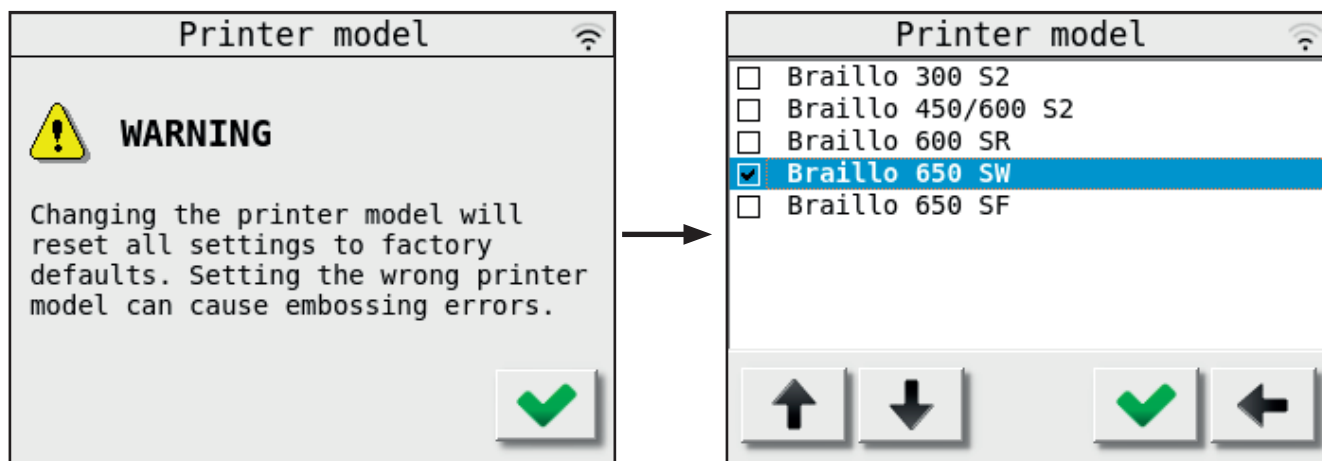 Printer model
WARNING
Changing the printer model will
reset all settings to factory
defaults. Setting the wrong printer
model can cause embossing errors.
Printer model
Braillo 300 S2
Braillo 450/600 S2
Braillo 600 SR
Braillo 650 SW
Braillo 650 SF